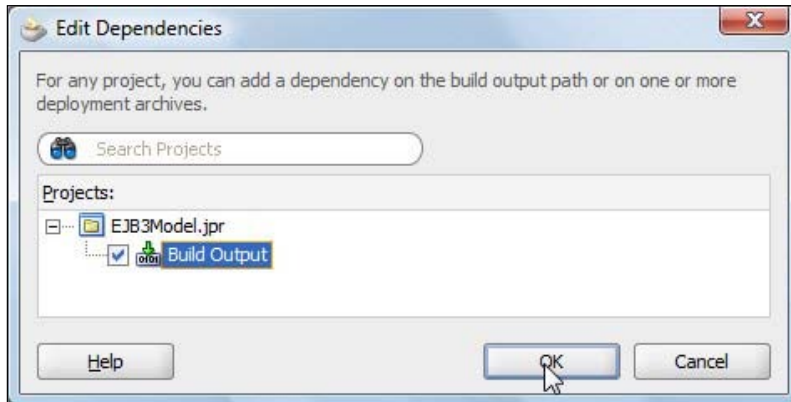 Edit Dependencies
For any project, you can add a dependency on the build output path or on one or more
deployment archives.
Search Projects
Projects:
EJB3Model.jpr
Build Output
Help
OK
Cancel